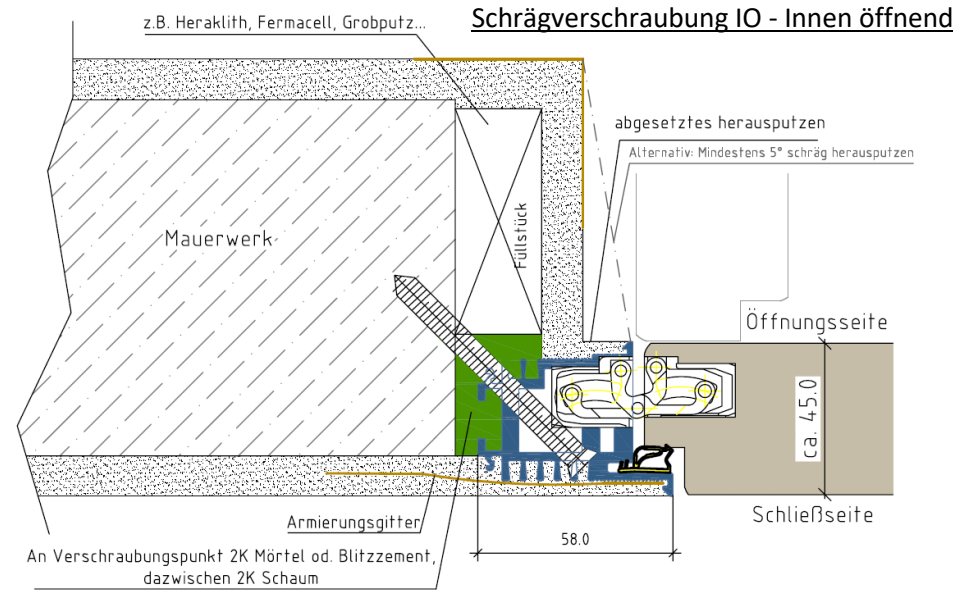 Schrägverschraubung IO - Innen öffnend
z.B. Heraklith, Fermacell, Grobputz...
abgesetztes herausputzen
Alternativ: Mindestens 5° schräg herausputzen
Mauerwerk
Füllstück
Öffnungsseite
ca. 45.0
Schließseite
Armierungsgitter
58.0
An Verschraubungspunkt 2K Mörtel od. Blitzzement,
dazwischen 2K Schaum